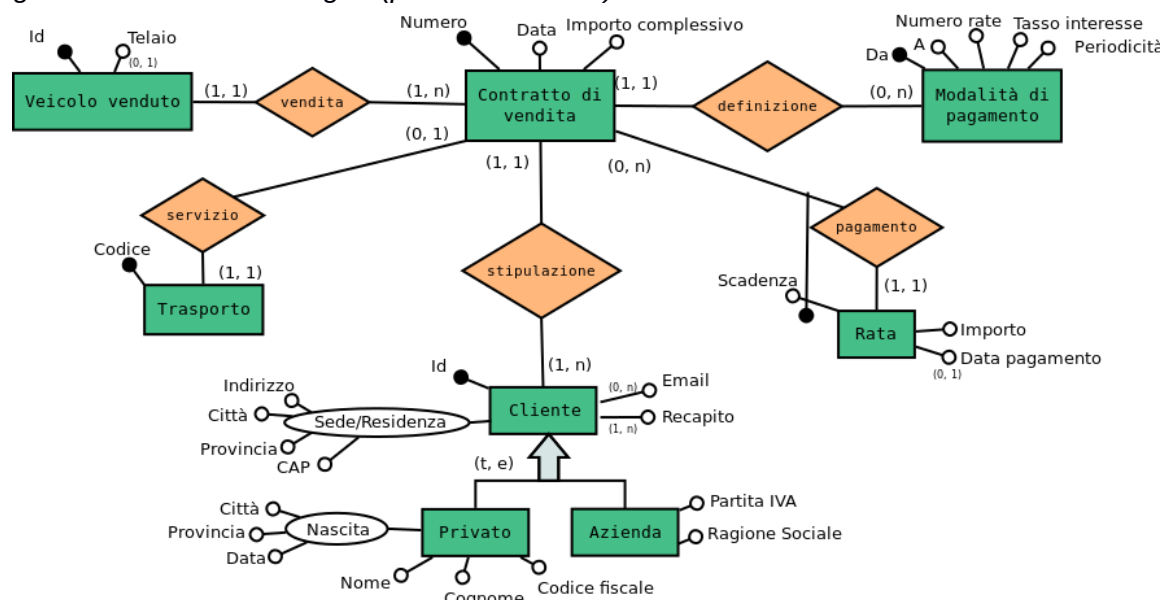 Numero
Data
Importo complessivo
Numero rate
Tasso interesse
A
Periodicità
Da
Id
Telaio
(0, 1)
Veicolo venduto
(1, 1)
vendita
(1, n)
Contratto di
vendita
(1, 1)
definizione
(0, n)
Modalità di
pagamento
(0, 1)
(1, 1)
(0, n)
servizio
pagamento
Codice
(1, 1)
stipulazione
Scadenza
(1, 1)
Trasporto
Rata
Importo
Data pagamento
(0, 1)
Id
(1, n)
Email
(0, n)
Indirizzo
Città
Sede/Residenza
Cliente
Recapito
(1, n)
Provincia
CAP
(t, e)
Città
Provincia
Nascita
Data
Privato
Azienda
Partita IVA
Ragione Sociale
Nome
Cognome
Codice fiscale